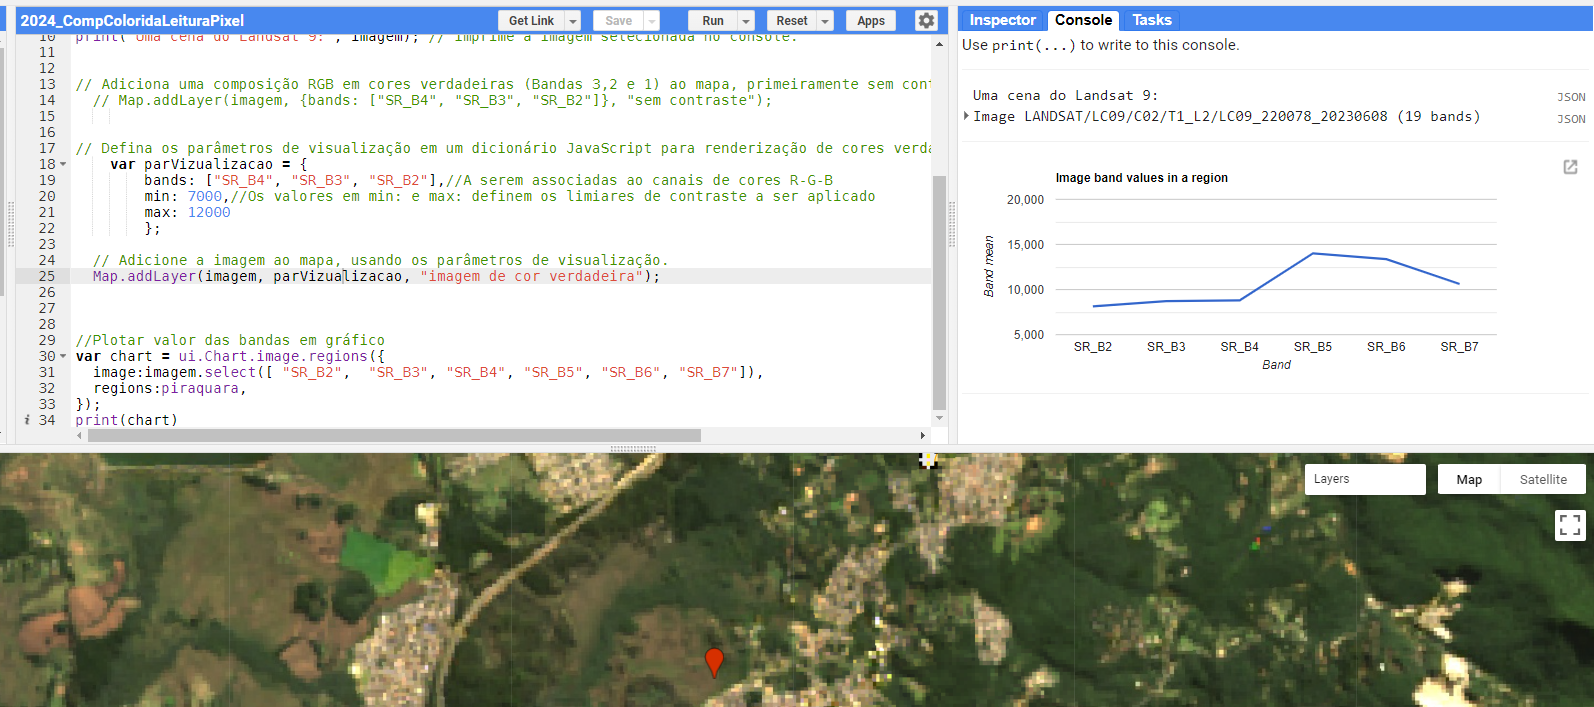 2024_CompColoridaLeituraPixel
Get Link
Save
Run
Reset
Apps
10 print("Uma cena do Landsat 9:", imagem); // Imprime a imagem selecionada no console.
11
12
13 // Adiciona uma composição RGB em cores verdadeiras (Bandas 3,2 e 1) ao mapa, primeiramente sem cont
14 // Map.addLayer(imagem, {bands: ["SR_B4", "SR_B3", "SR_B2"]}, "sem contraste");
15
16
17 // Defina os parâmetros de visualização em um dicionário JavaScript para renderização de cores verda
18 var parVizualizacao = {
19 bands: ["SR_B4", "SR_B3", "SR_B2"],//A serem associadas ao canais de cores R-G-B
20 min: 7000,//Os valores em min: e max: definem os limiares de contraste a ser aplicado
21 max: 12000
22 };
23
24 // Adicione a imagem ao mapa, usando os parâmetros de visualização.
25 Map.addLayer(imagem, parVizualizacao, "imagem de cor verdadeira");
26
27
28
29 //Plotar valor das bandas em gráfico
30 var chart = ui.Chart.image.regions({
31 image:imagem.select([ "SR_B2",  "SR_B3", "SR_B4", "SR_B5", "SR_B6", "SR_B7"]),
32 regions:piraquara,
33 });
i 34 print(chart)
Inspector
Console
Tasks
Use print(...) to write to this console.
Uma cena do Landsat 9:
JSON
Image LANDSAT/LC09/C02/T1_L2/LC09_220078_20230608 (19 bands)
JSON
Image band values in a region
20,000
15,000
10,000
5,000
Band mean
SR_B2 SR_B3 SR_B4 SR_B5 SR_B6 SR_B7
Band
Layers
Map
Satellite